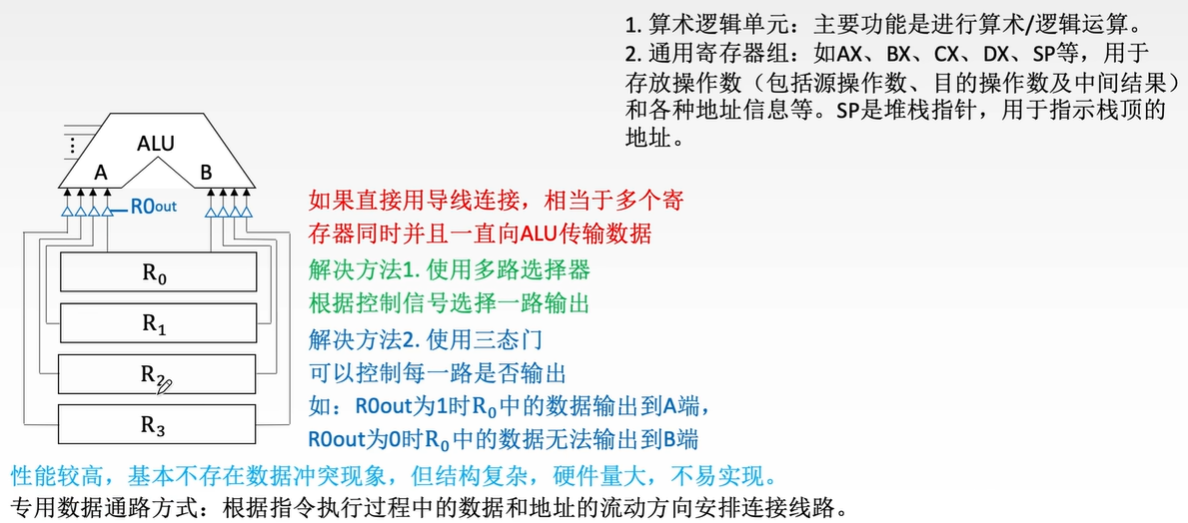 1. 算术逻辑单元：主要功能是进行算术/逻辑运算。
2. 通用寄存器组：如AX、BX、CX、DX、SP等，用于
存放操作数（包括源操作数、目的操作数及中间结果）
和各种地址信息等。SP是堆栈指针，用于指示栈顶的
地址。
ALU
A
B
R0out
R₀
R₁
R₂
R₃
如果直接用导线连接，相当于多个寄
存器同时并且一直向ALU传输数据
解决方法1. 使用多路选择器
根据控制信号选择一路输出
解决方法2. 使用三态门
可以控制每一路是否输出
如：R0out为1时R₀中的数据输出到A端，
R0out为0时R₀中的数据无法输出到B端
性能较高，基本不存在数据冲突现象，但结构复杂，硬件量大，不易实现。
专用数据通路方式：根据指令执行过程中的数据和地址的流动方向安排连接线路。